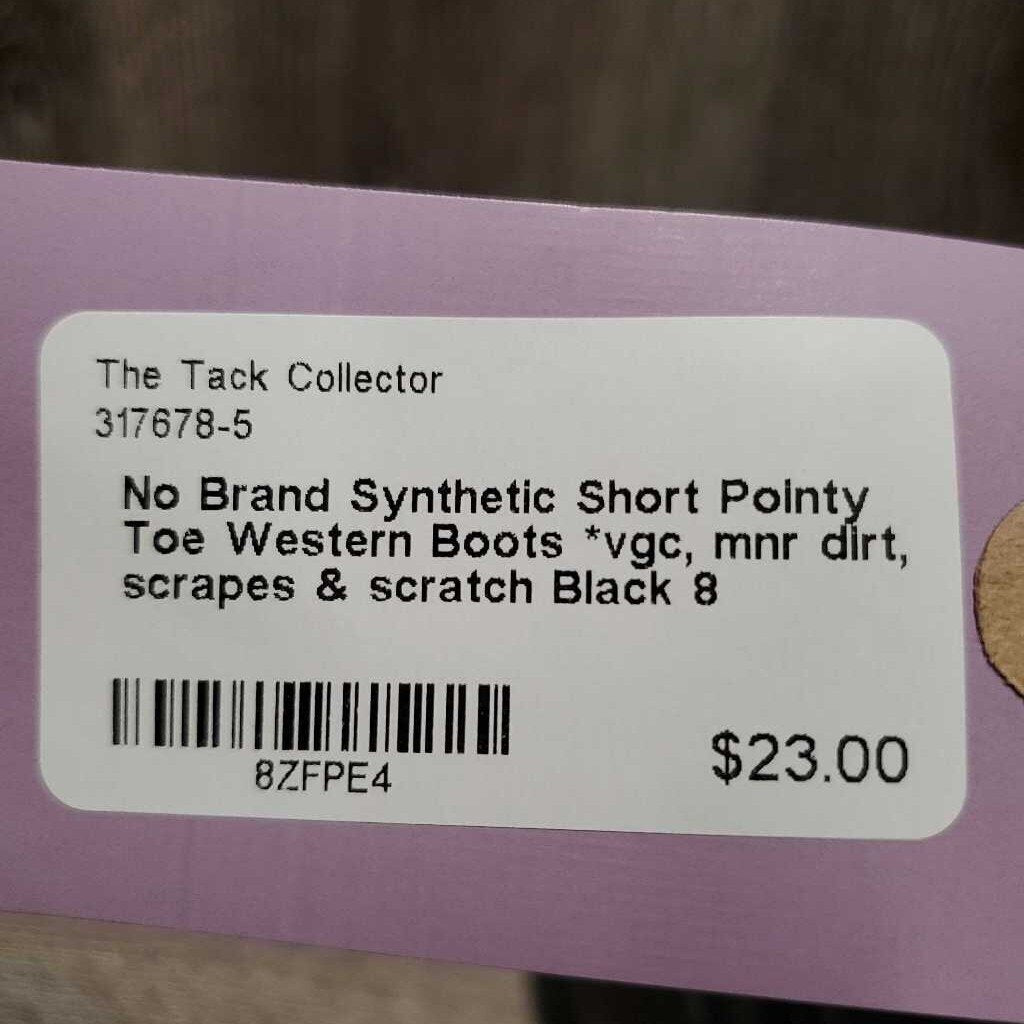 The Tack Collector
317678-5
No Brand Synthetic Short Pointy
Toe Western Boots *vgc, mnr dirt,
scrapes & scratch Black 8
8ZFPE4
$23.00